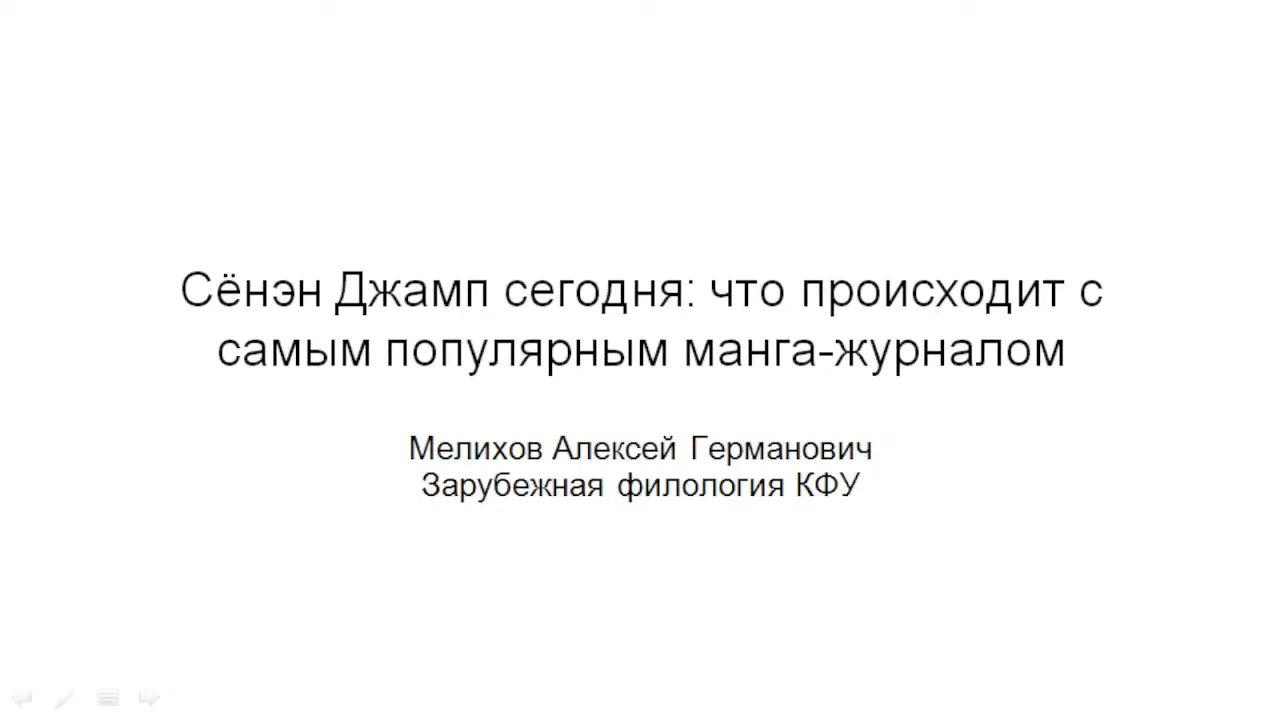 Сёнэн Джамп сегодня: что происходит с
самым популярным манга-журналом
Мелихов Алексей Германович
Зарубежная филология КФУ